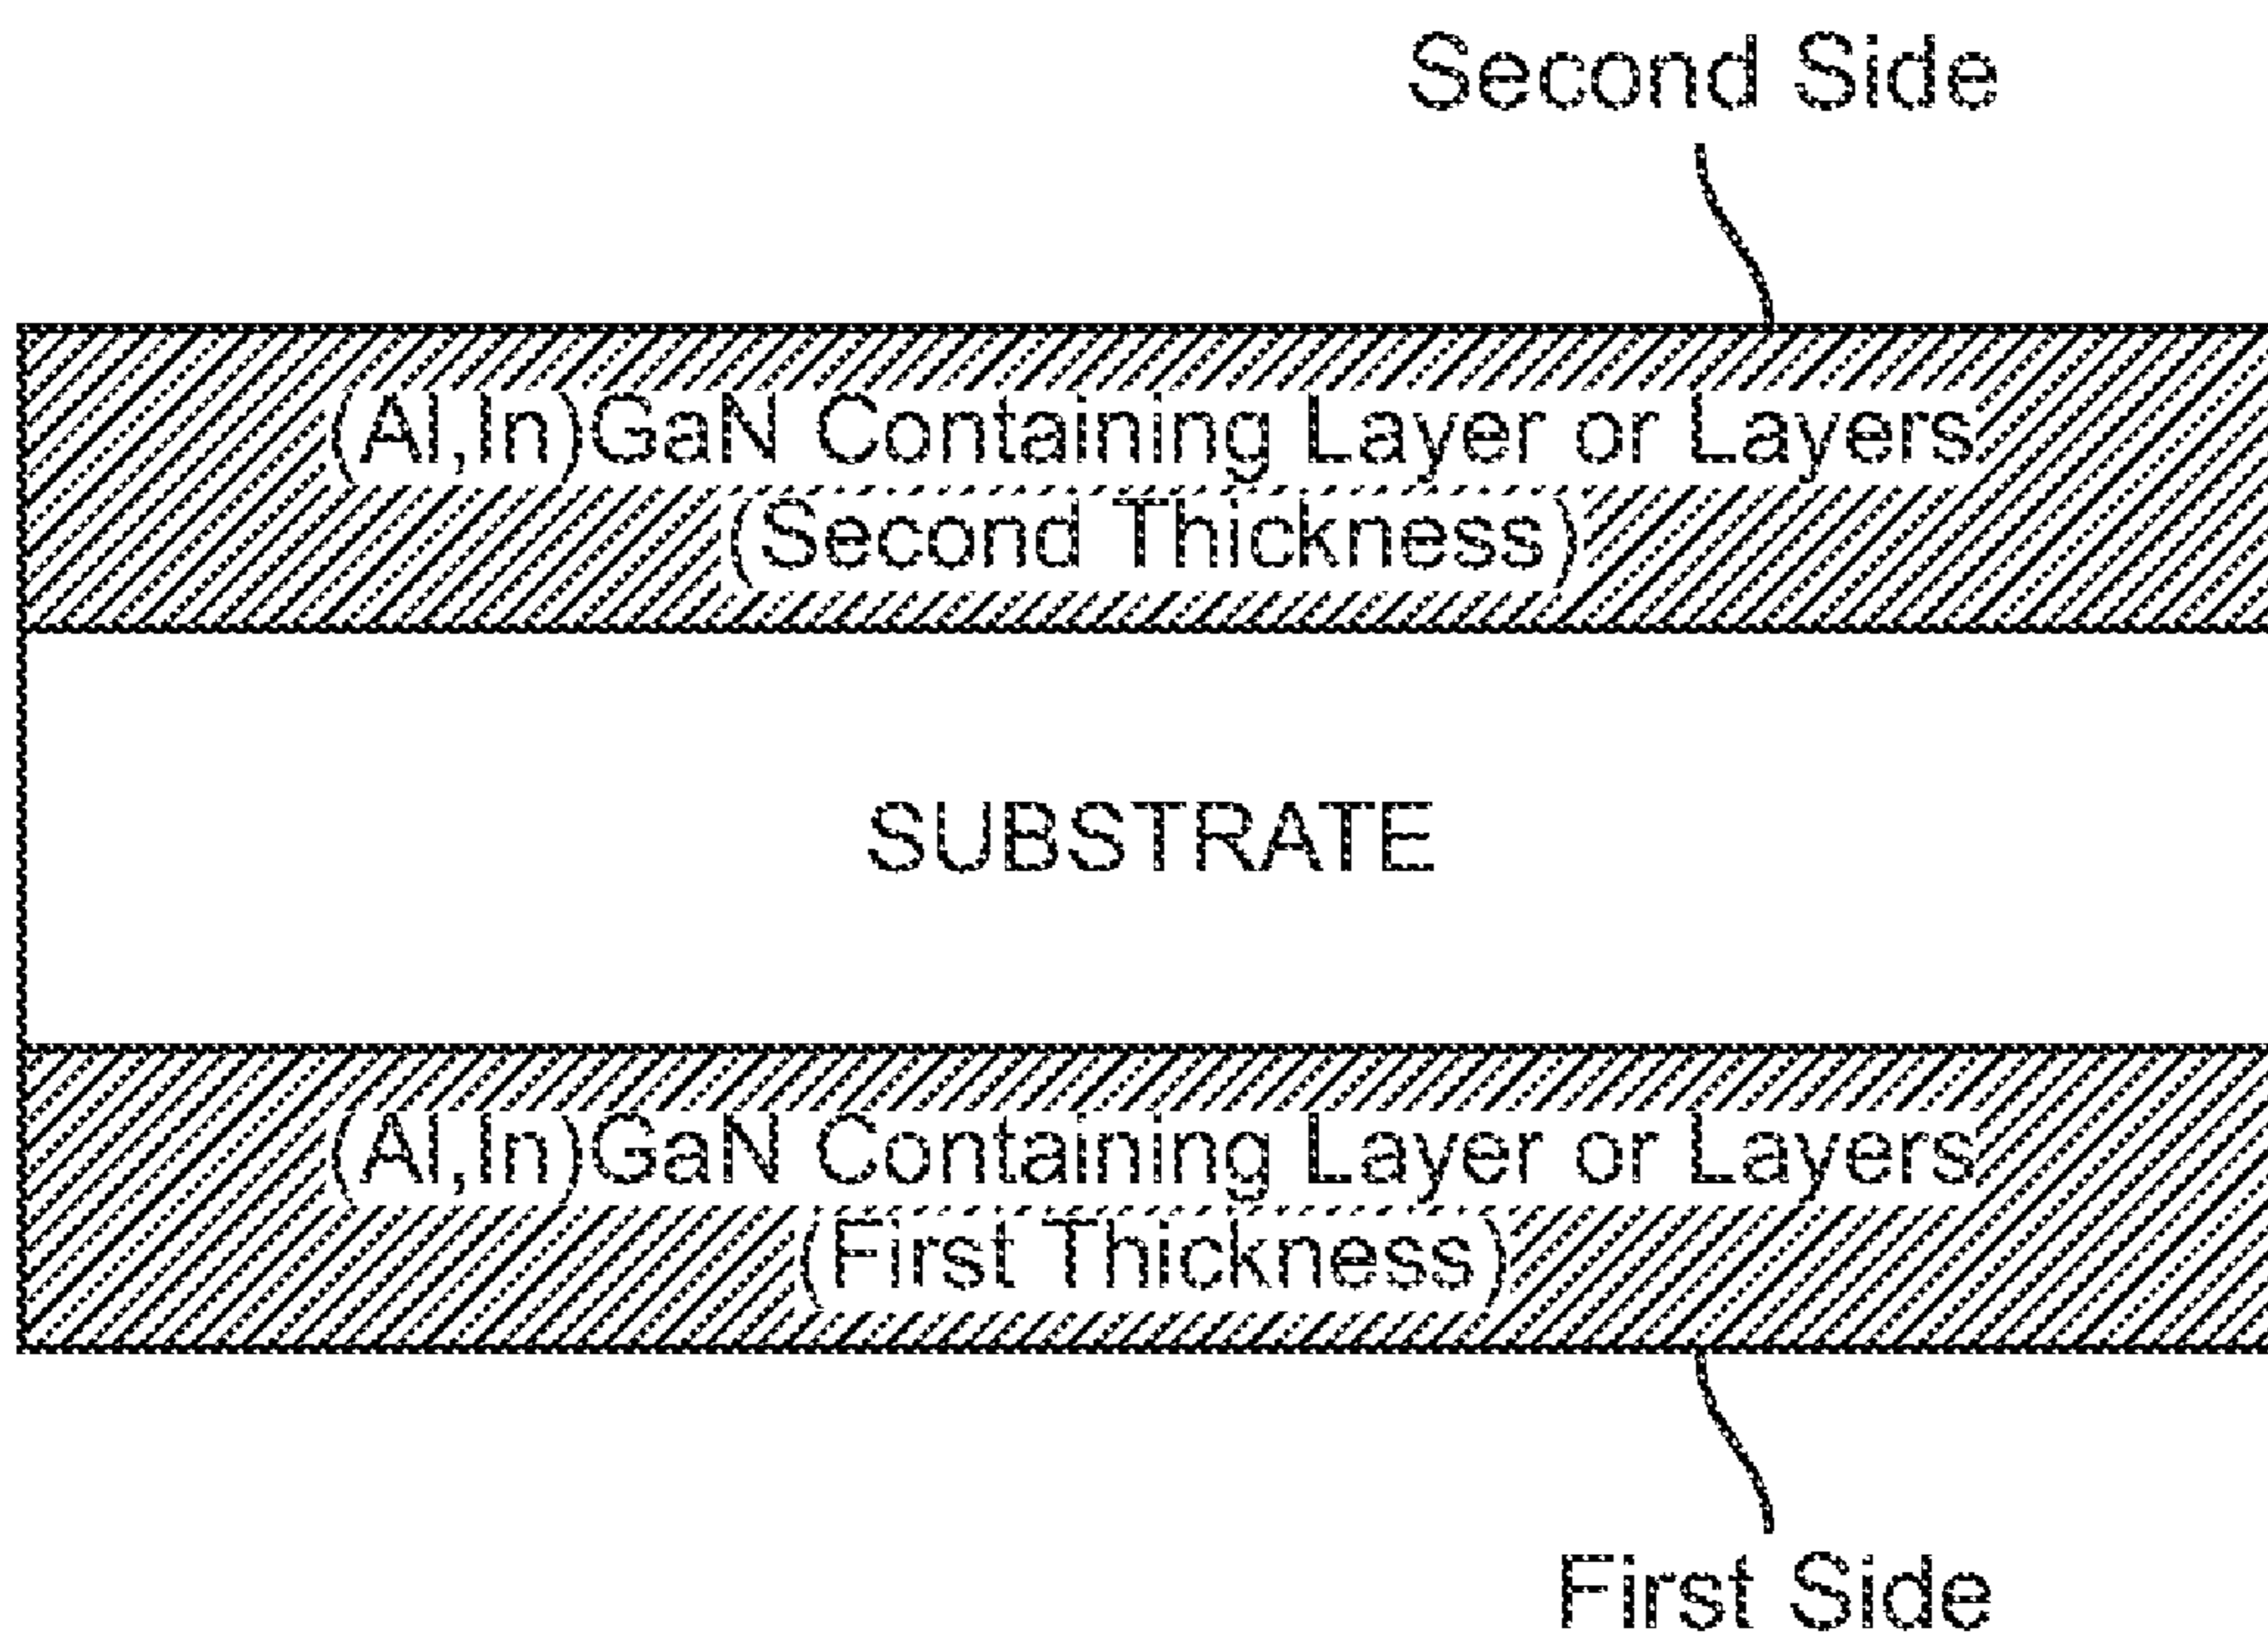 Second Side
(Al,In)GaN Containing Layer or Layers
(Second Thickness)
SUBSTRATE
(Al,In)GaN Containing Layer or Layers
(First Thickness)
First Side